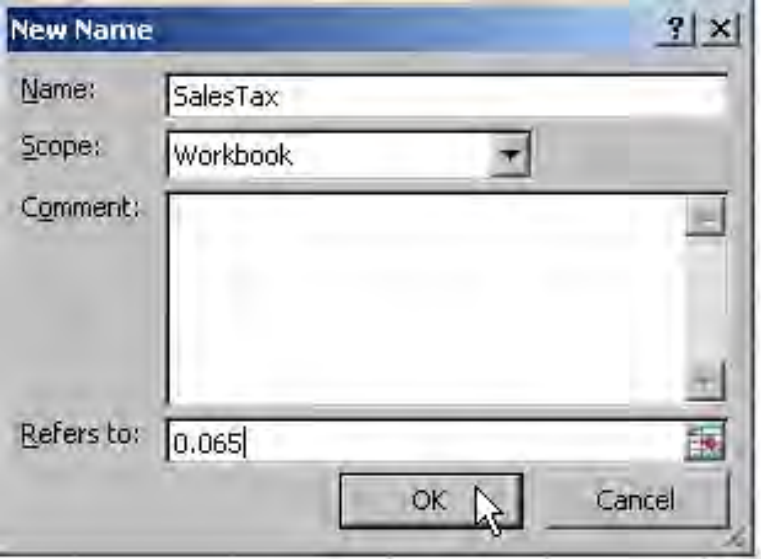 New Name
Name: SalesTax
Scope: Workbook
Comment:
Refers to: 0.065
OK Cancel